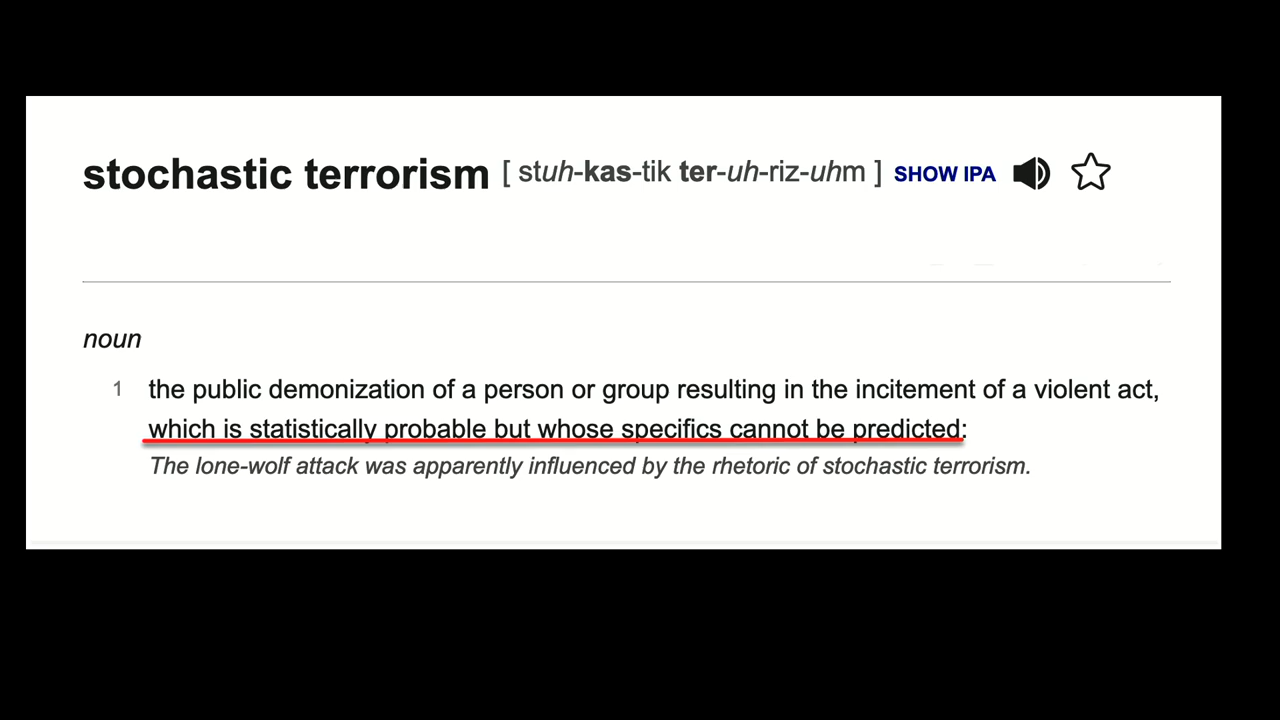 stochastic terrorism [ stuh-kas-tik ter-uh-riz-uhm ] SHOW IPA
noun
1 the public demonization of a person or group resulting in the incitement of a violent act,
which is statistically probable but whose specifics cannot be predicted:
The lone-wolf attack was apparently influenced by the rhetoric of stochastic terrorism.